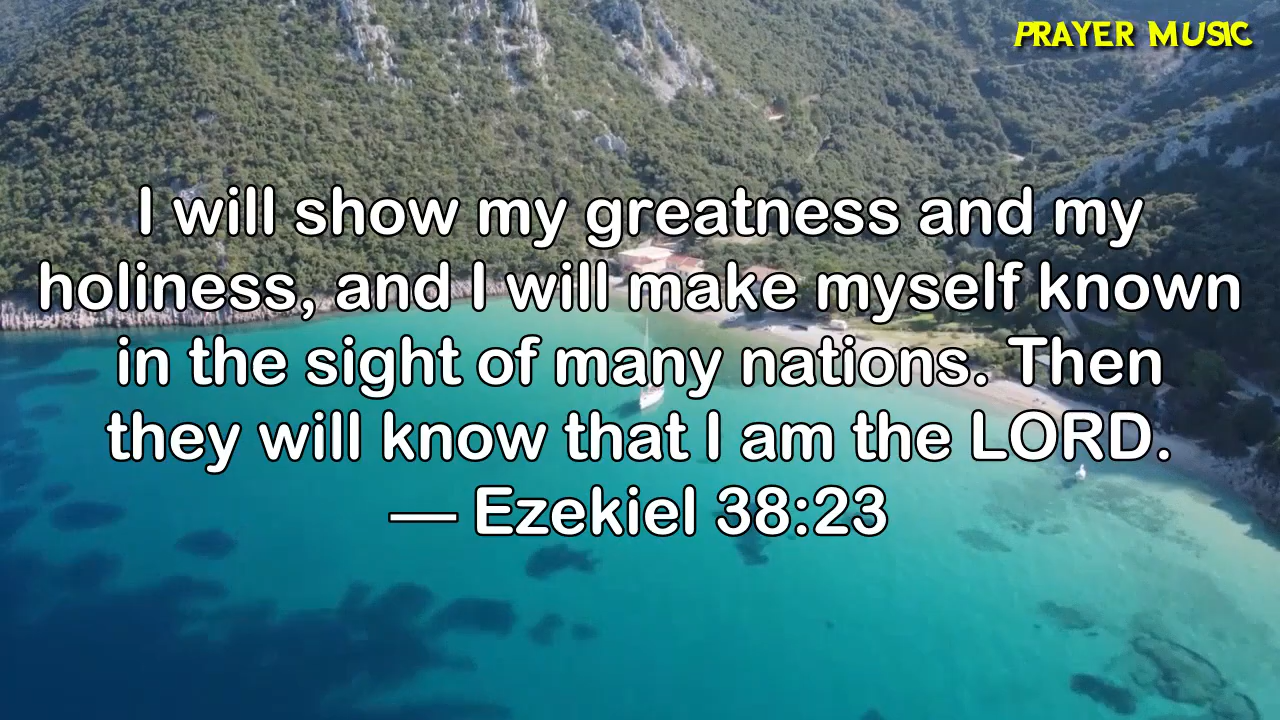 PRAYER MUSIC
I will show my greatness and my
holiness, and I will make myself known
in the sight of many nations. Then
they will know that I am the LORD.
— Ezekiel 38:23